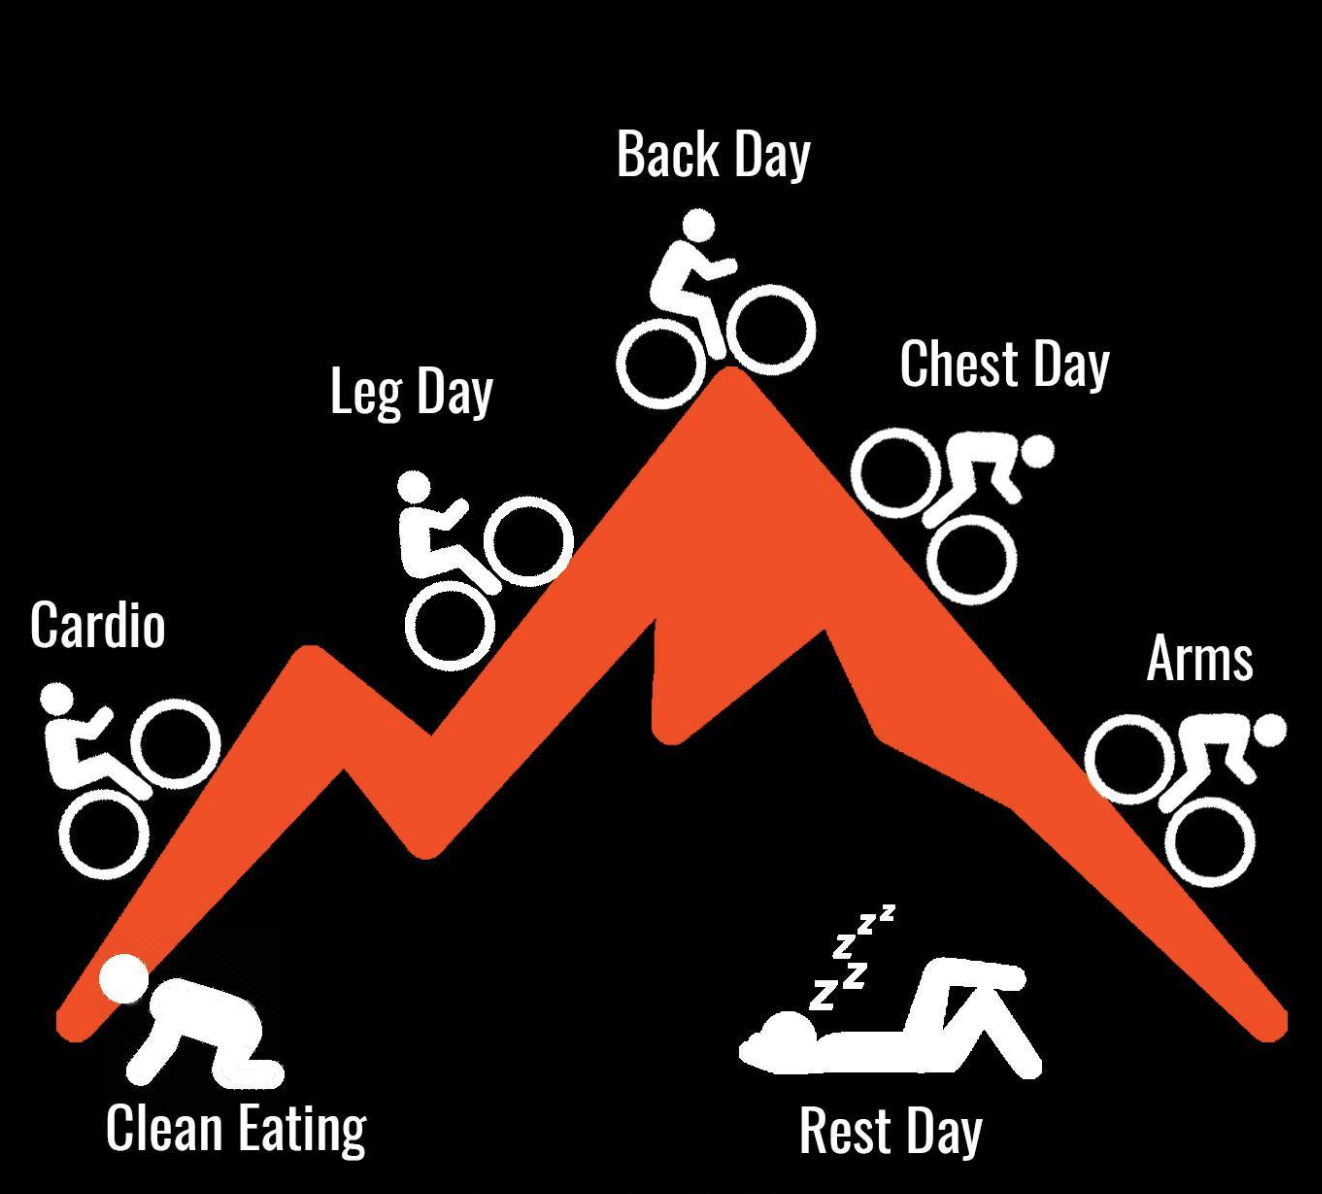 Back Day
Leg Day
Chest Day
Cardio
Arms
z z z z z
Clean Eating
Rest Day